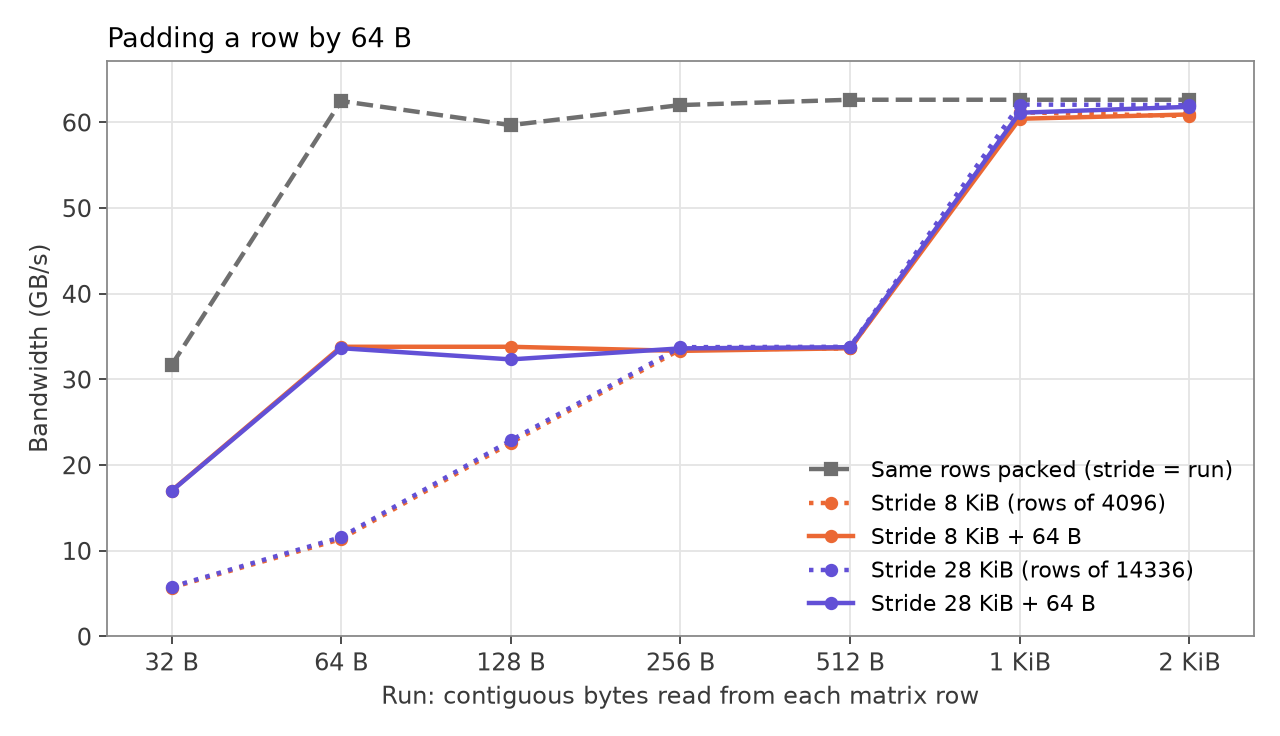 Padding a row by 64 B
Bandwidth (GB/s)
60
50
40
30
20
10
0
Same rows packed (stride = run)
Stride 8 KiB (rows of 4096)
Stride 8 KiB + 64 B
Stride 28 KiB (rows of 14336)
Stride 28 KiB + 64 B
32 B 64 B 128 B 256 B 512 B 1 KiB 2 KiB
Run: contiguous bytes read from each matrix row